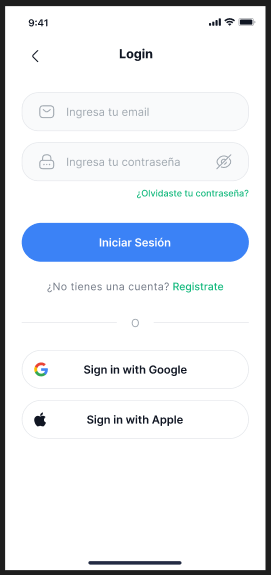 9:41
Login
Ingresa tu email
Ingresa tu contraseña
¿Olvidaste tu contraseña?
Iniciar Sesión
¿No tienes una cuenta? Registrate
O
Sign in with Google
Sign in with Apple